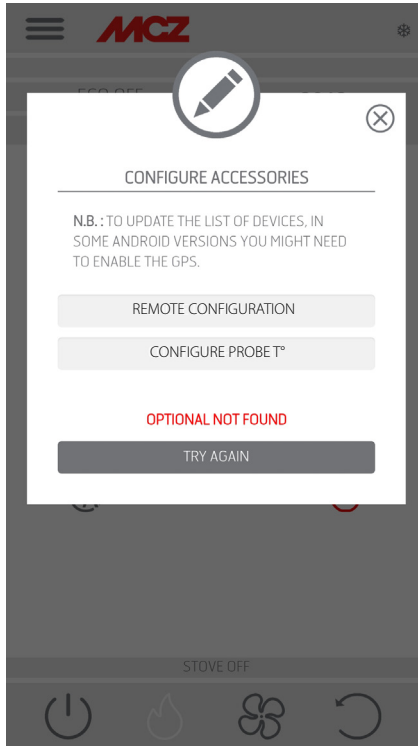 MCZ
CONFIGURE ACCESSORIES
N.B. : TO UPDATE THE LIST OF DEVICES, IN
SOME ANDROID VERSIONS YOU MIGHT NEED
TO ENABLE THE GPS.
REMOTE CONFIGURATION
CONFIGURE PROBE T°
OPTIONAL NOT FOUND
TRY AGAIN
STOVE OFF